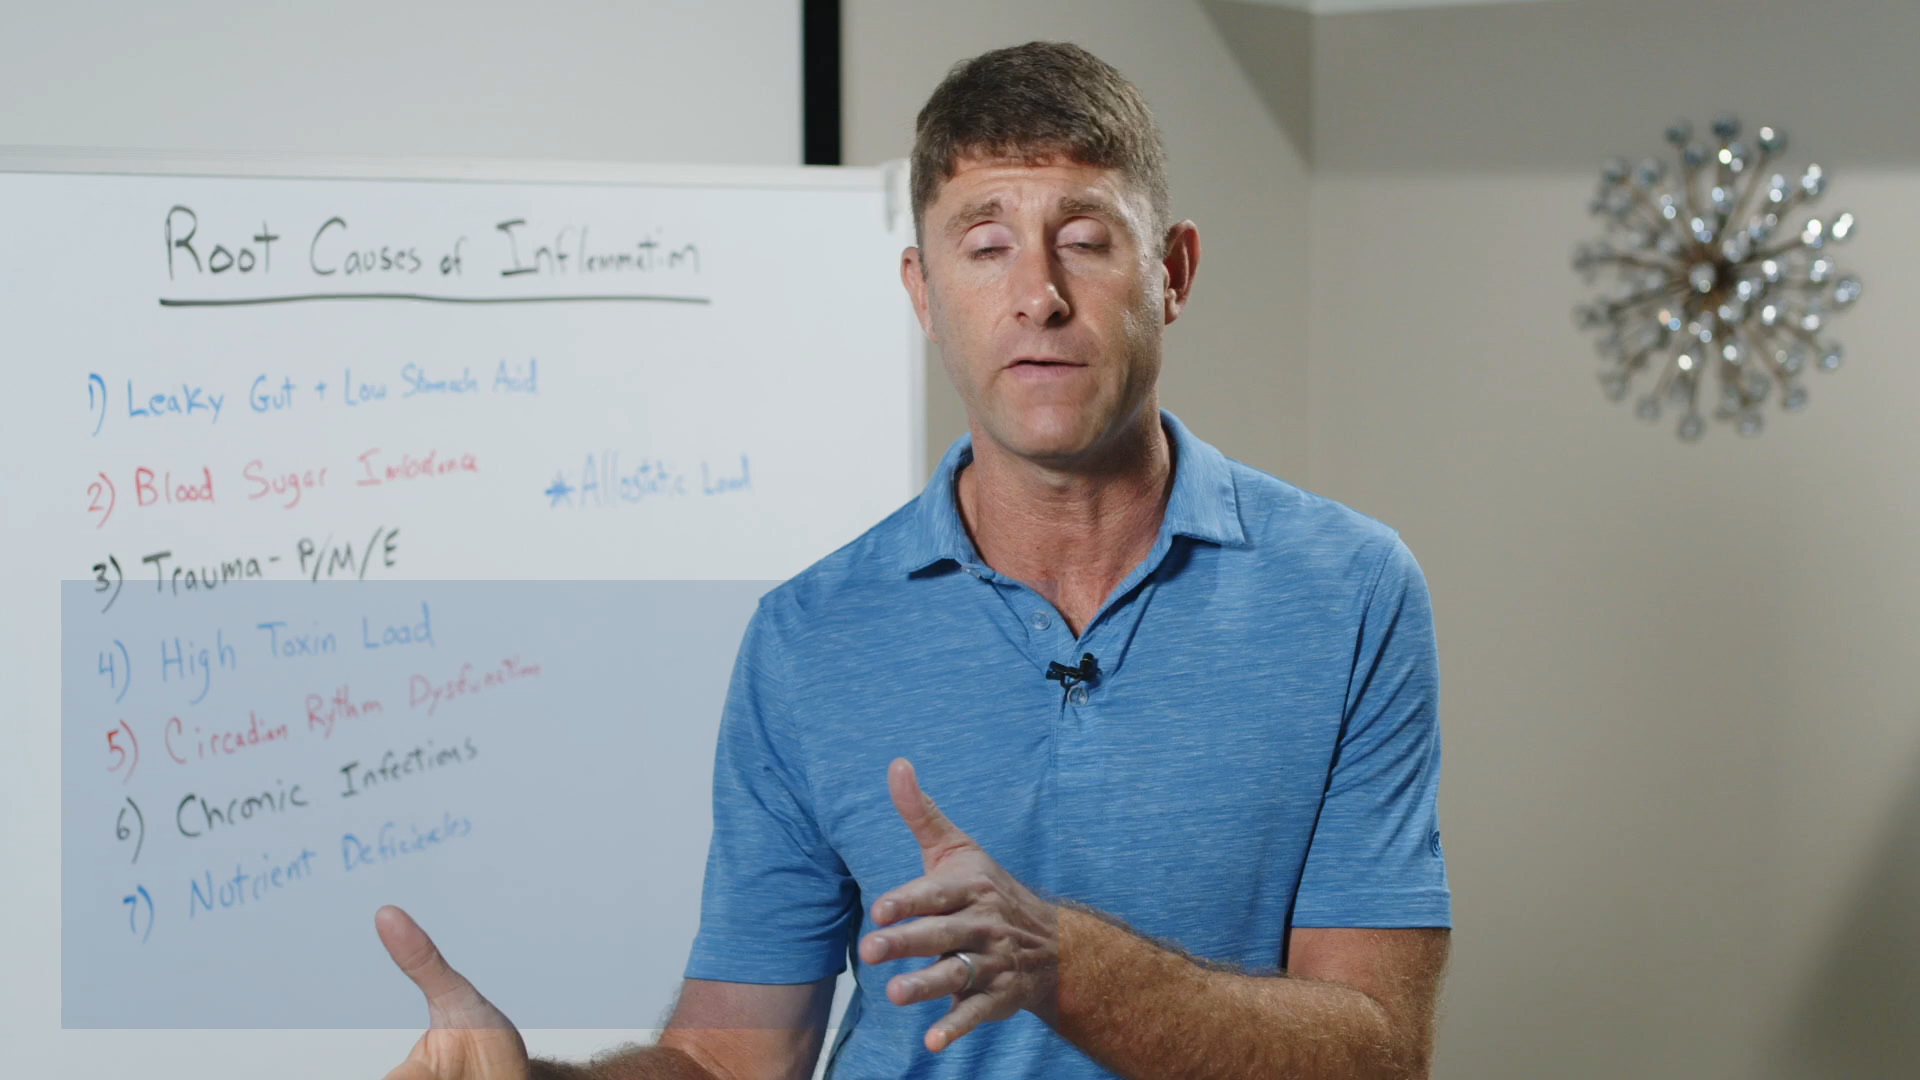 Root Causes of Inflammation
1) Leaky Gut + Low Stomach Acid
2) Blood Sugar Imbalance
* Allostatic Load
3) Trauma - P/M/E
4) High Toxin Load
5) Circadian Rythm Dysfunction
6) Chronic Infections
7) Nutrient Deficiencies